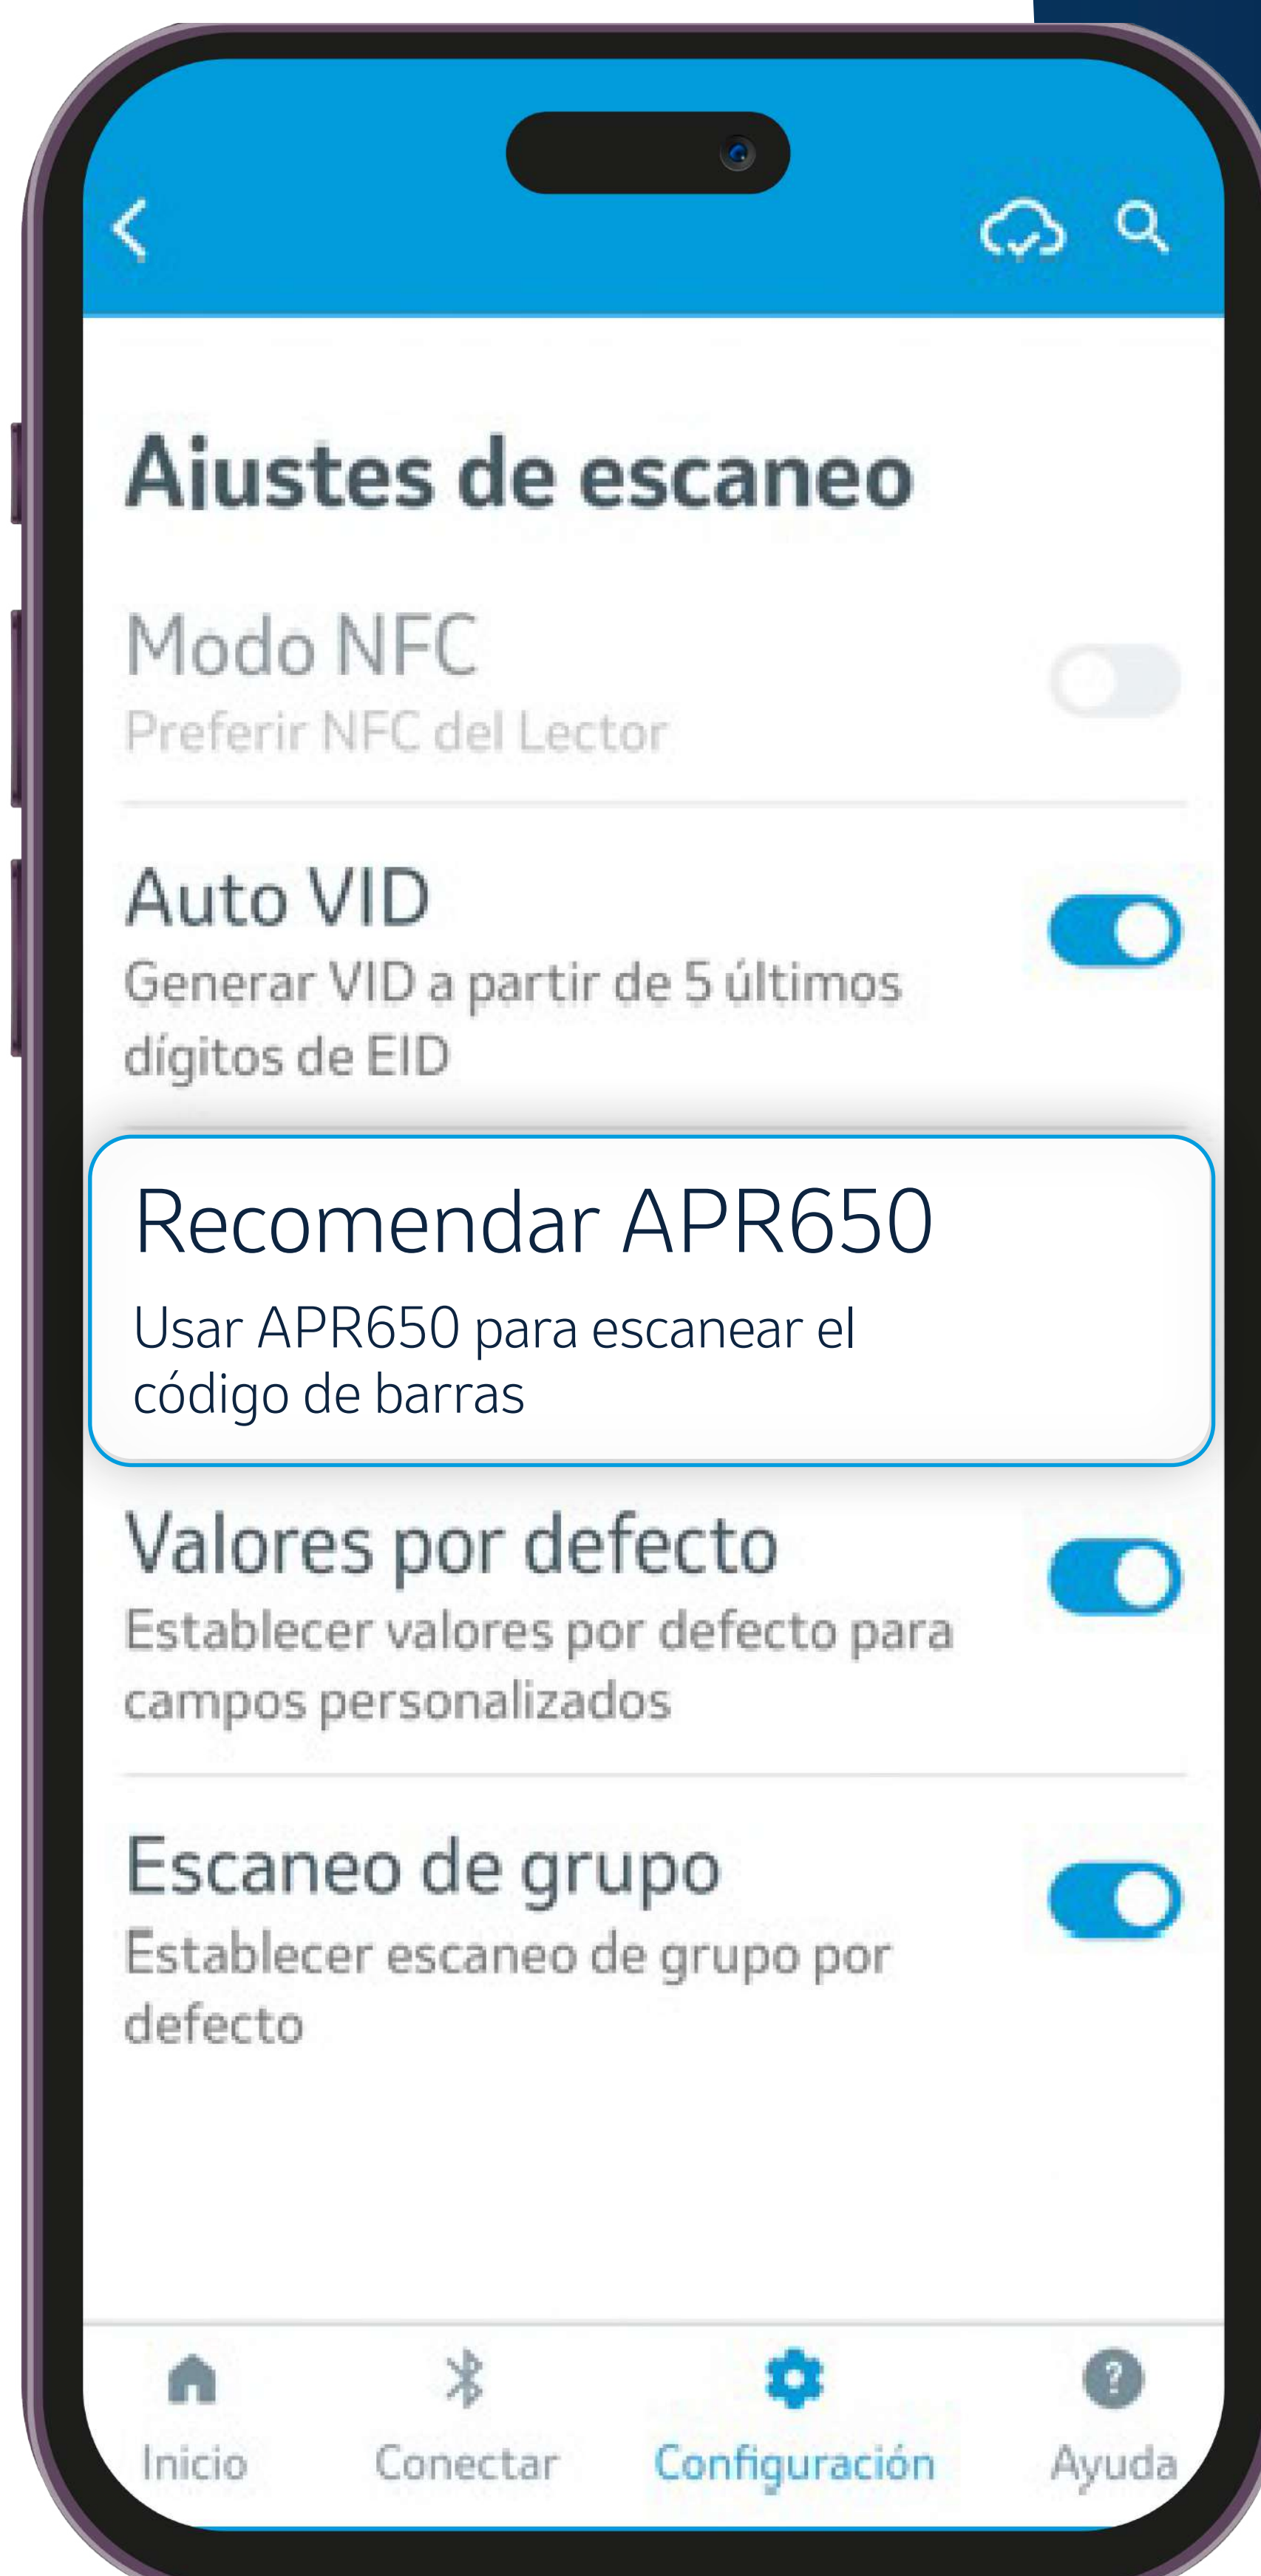 Ajustes de escaneo
Modo NFC
Preferir NFC del Lector
Auto VID
Generar VID a partir de 5 últimos
dígitos de EID
Recomendar APR650
Usar APR650 para escanear el
código de barras
Valores por defecto
Establecer valores por defecto para
campos personalizados
Escaneo de grupo
Establecer escaneo de grupo por
defecto
Inicio Conectar Configuración Ayuda